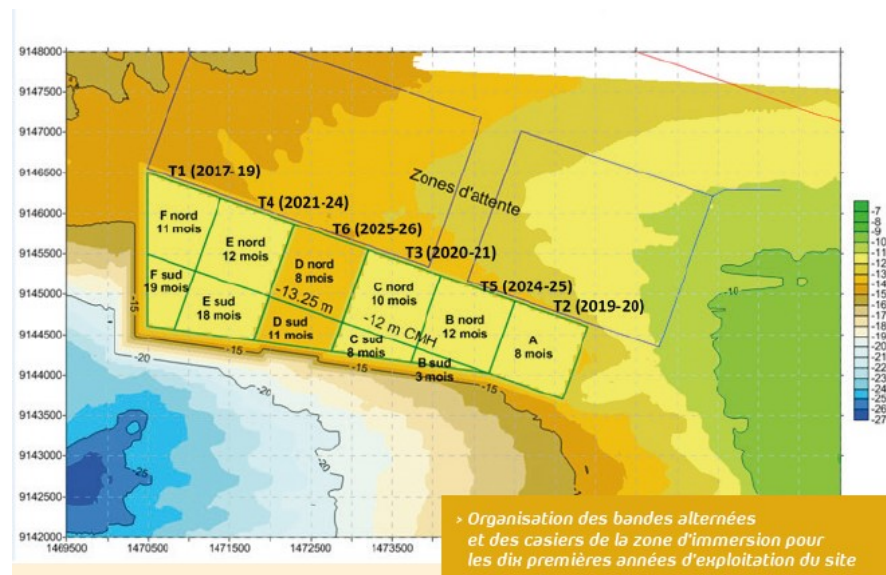 9148000
9147500
9147000
9146500
9146000
9145500
9145000
9144500
9144000
9143500
9143000
9142500
9142000
1469500
1470500
1471500
1472500
1473500
T1 (2017- 19)
T4 (2021-24)
T6 (2025-26)
T3 (2020-21)
T5 (2024-25)
T2 (2019-20)
Zones d'attente
F nord
11 mois
E nord
12 mois
D nord
8 mois
C nord
10 mois
B nord
12 mois
A
8 mois
F sud
19 mois
E sud
18 mois
D sud
11 mois
C sud
8 mois
B sud
3 mois
-13,25 m
-12 m CMH
-15
-15
-15
-15
-15
-20
-20
-20
-20
-25
-10
-7
-8
-9
-10
-11
-12
-13
-14
-15
-16
-17
-18
-19
-20
-21
-22
-23
-24
-25
-26
-27
> Organisation des bandes alternées
et des casiers de la zone d'immersion pour
les dix premières années d'exploitation du site